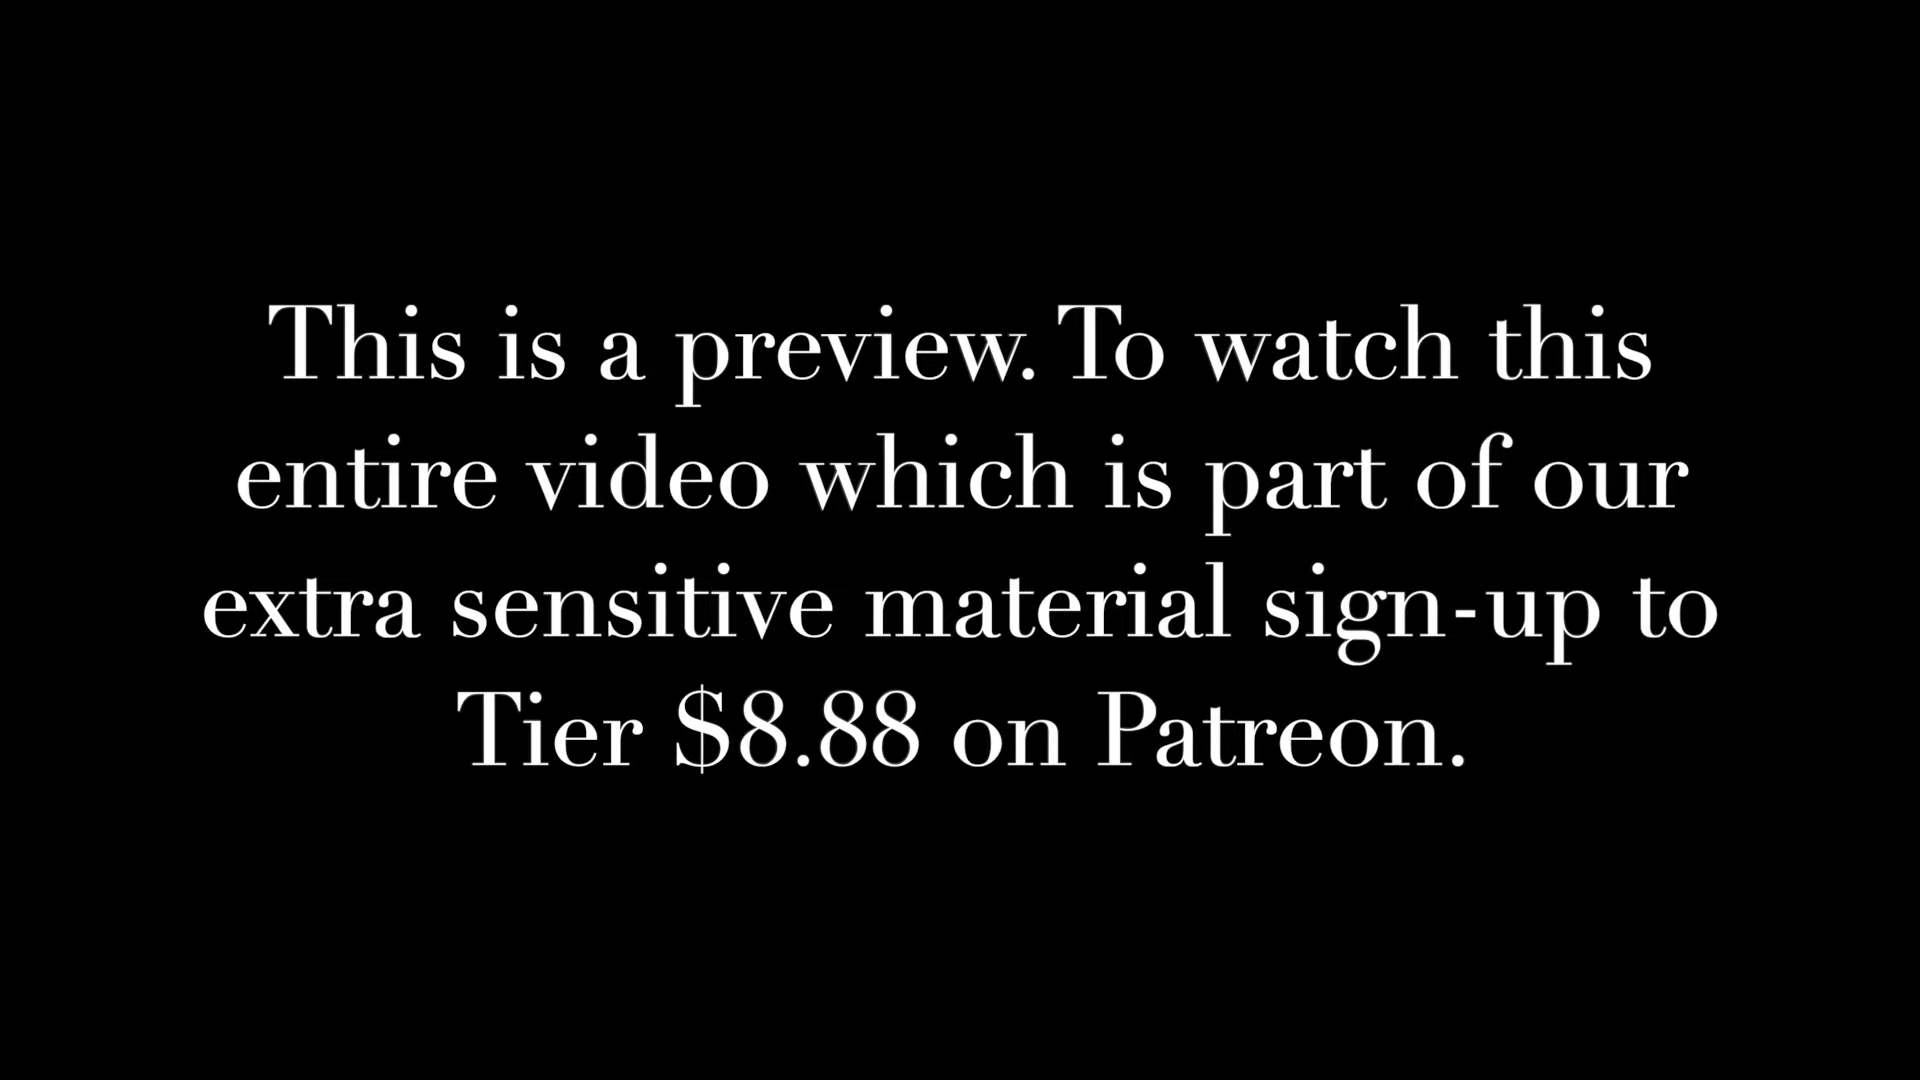 This is a preview. To watch this
entire video which is part of our
extra sensitive material sign-up to
Tier $8.88 on Patreon.